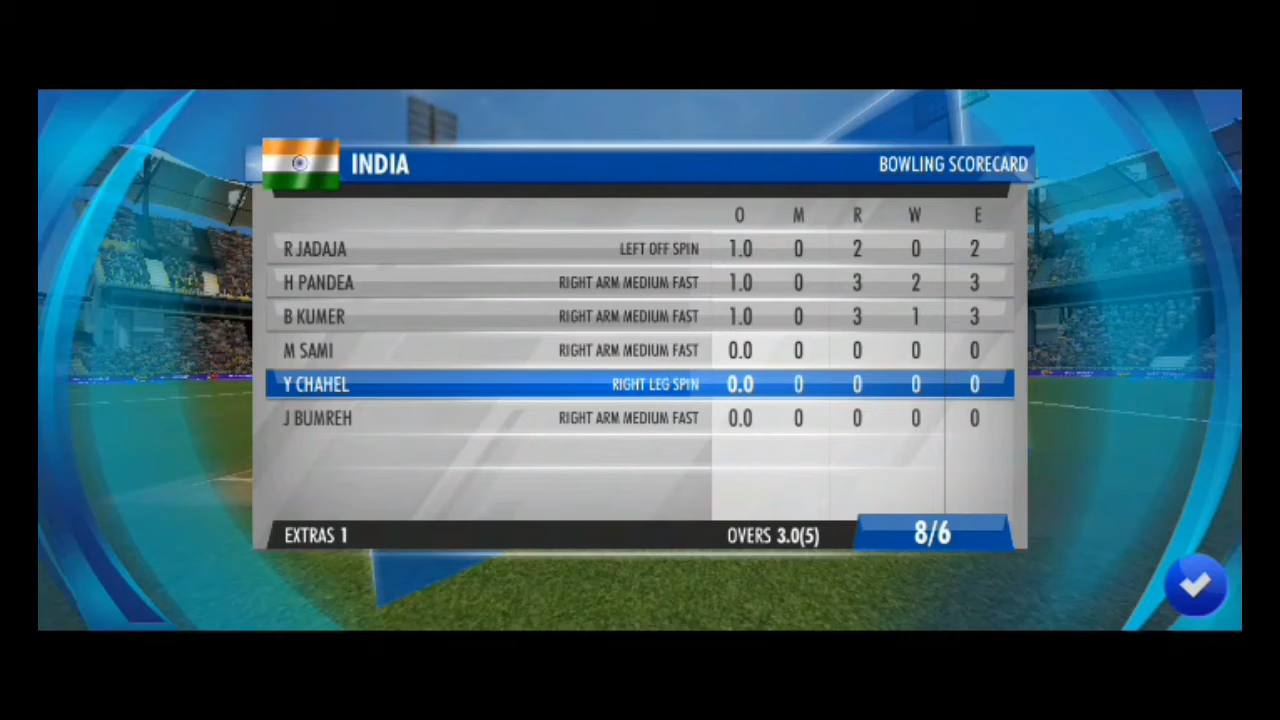 INDIA BOWLING SCORECARD
O M R W E
R JADAJA LEFT OFF SPIN 1.0 0 2 0 2
H PANDEA RIGHT ARM MEDIUM FAST 1.0 0 3 2 3
B KUMER RIGHT ARM MEDIUM FAST 1.0 0 3 1 3
M SAMI RIGHT ARM MEDIUM FAST 0.0 0 0 0 0
Y CHAHEL RIGHT LEG SPIN 0.0 0 0 0 0
J BUMREH RIGHT ARM MEDIUM FAST 0.0 0 0 0 0
EXTRAS 1 OVERS 3.0(5) 8/6